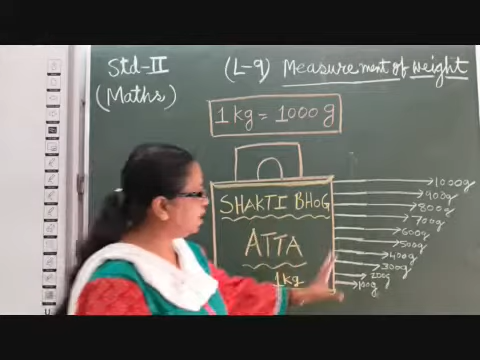 Std-II
(Maths)
(L-9) Measurement of weight
1 kg = 1000 g
SHAKTI BHOG
ATTA
1kg
1000g
900g
800g
700g
600g
500g
400g
300g
200g
100g